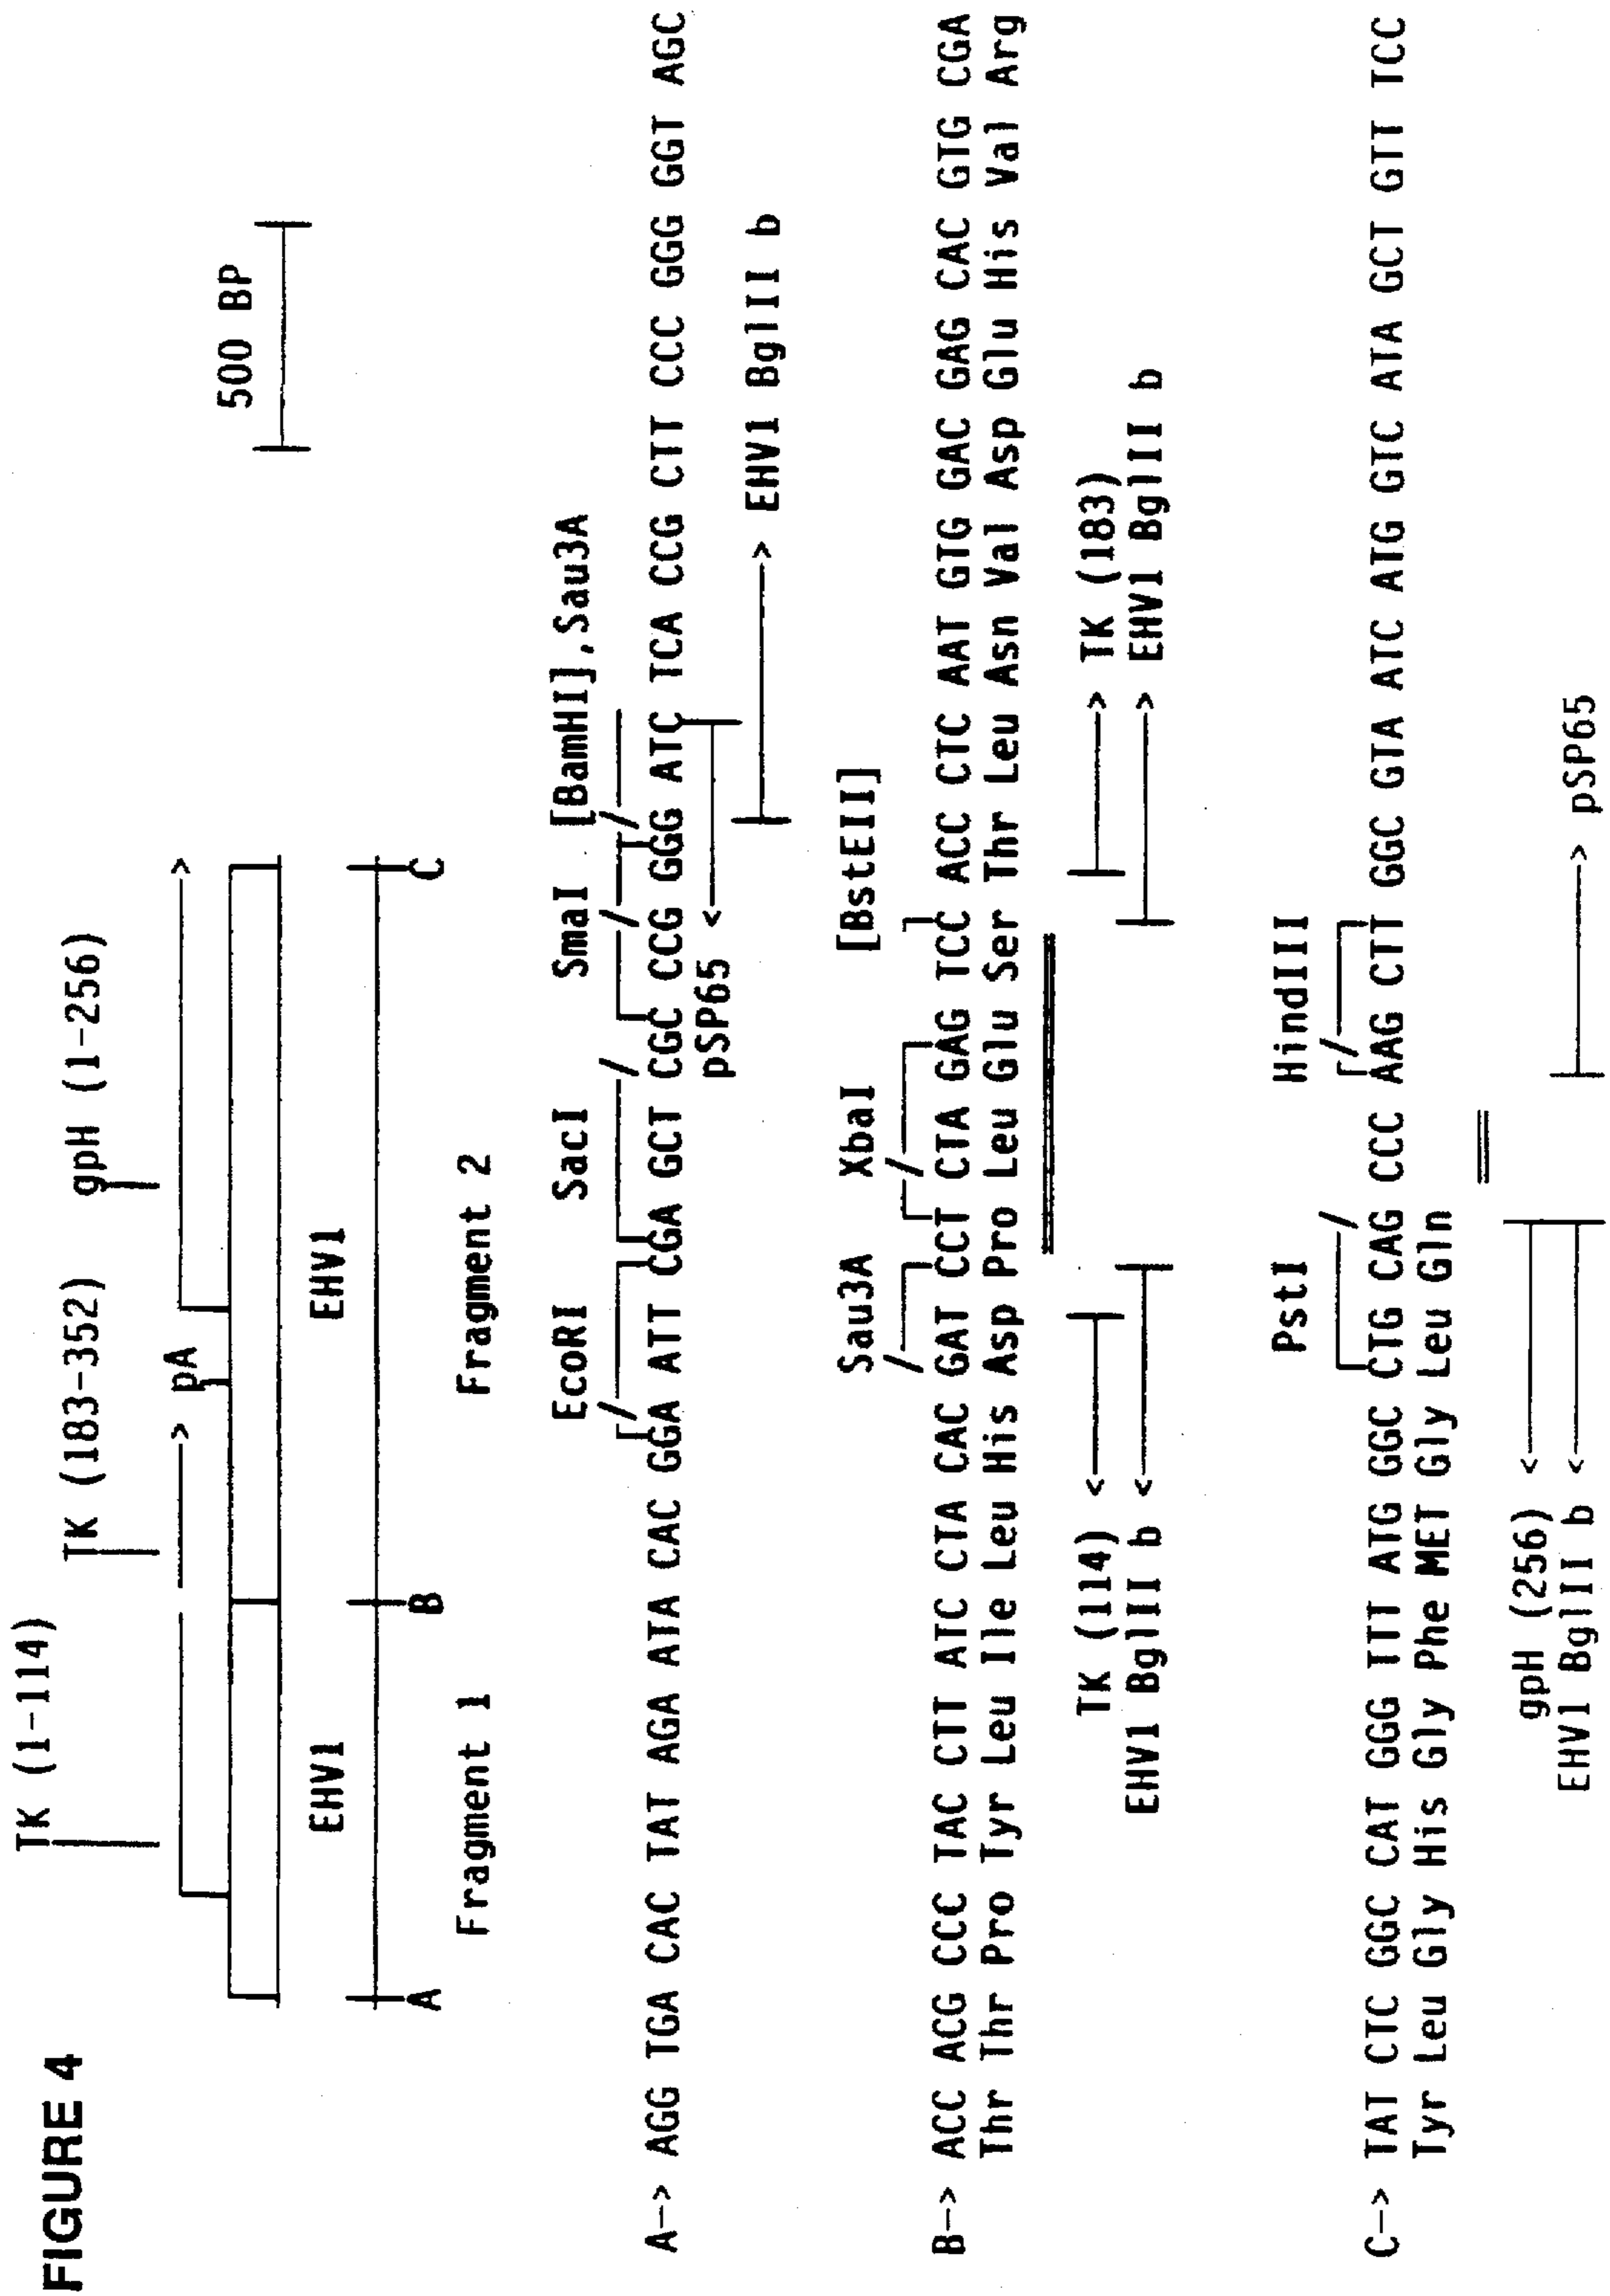 FIGURE 4
TK (1-114)
TK (183-352)
gpH (1-256)
pA
500 BP
EHV1
EHV1
A
B
C
Fragment 1
Fragment 2
EcoRI
SacI
SmaI
[BamHI],Sau3A
A--> AGG TGA CAC TAT AGA ATA CAC GGA ATT CGA GCT CGC CCG GGG ATC TCA CCG CTT CCC GGG GGT AGC
pSP65 <
> EHV1 BglII b
Sau3A
XbaI
[BstEII]
B--> ACC ACG CCC TAC CTT ATC CTA CAC GAT CCT CTA GAG TCC ACC CTC AAT GTG GAC GAG CAC GTG CGA
Thr Thr Pro Tyr Leu Ile Leu His Asp Pro Leu Glu Ser Thr Leu Asn Val Asp Glu His Val Arg
TK (114) <
> TK (183)
EHV1 BglII b <
> EHV1 BglII b
PstI
HindIII
C--> TAT CTC GGC CAT GGG TTT ATG GGC CTG CAG CCC AAG CTT GGC GTA ATC ATG GTC ATA GCT GTT TCC
Tyr Leu Gly His Gly Phe MET Gly Leu Gln
gpH (256) <
EHV1 BglII b <
> pSP65